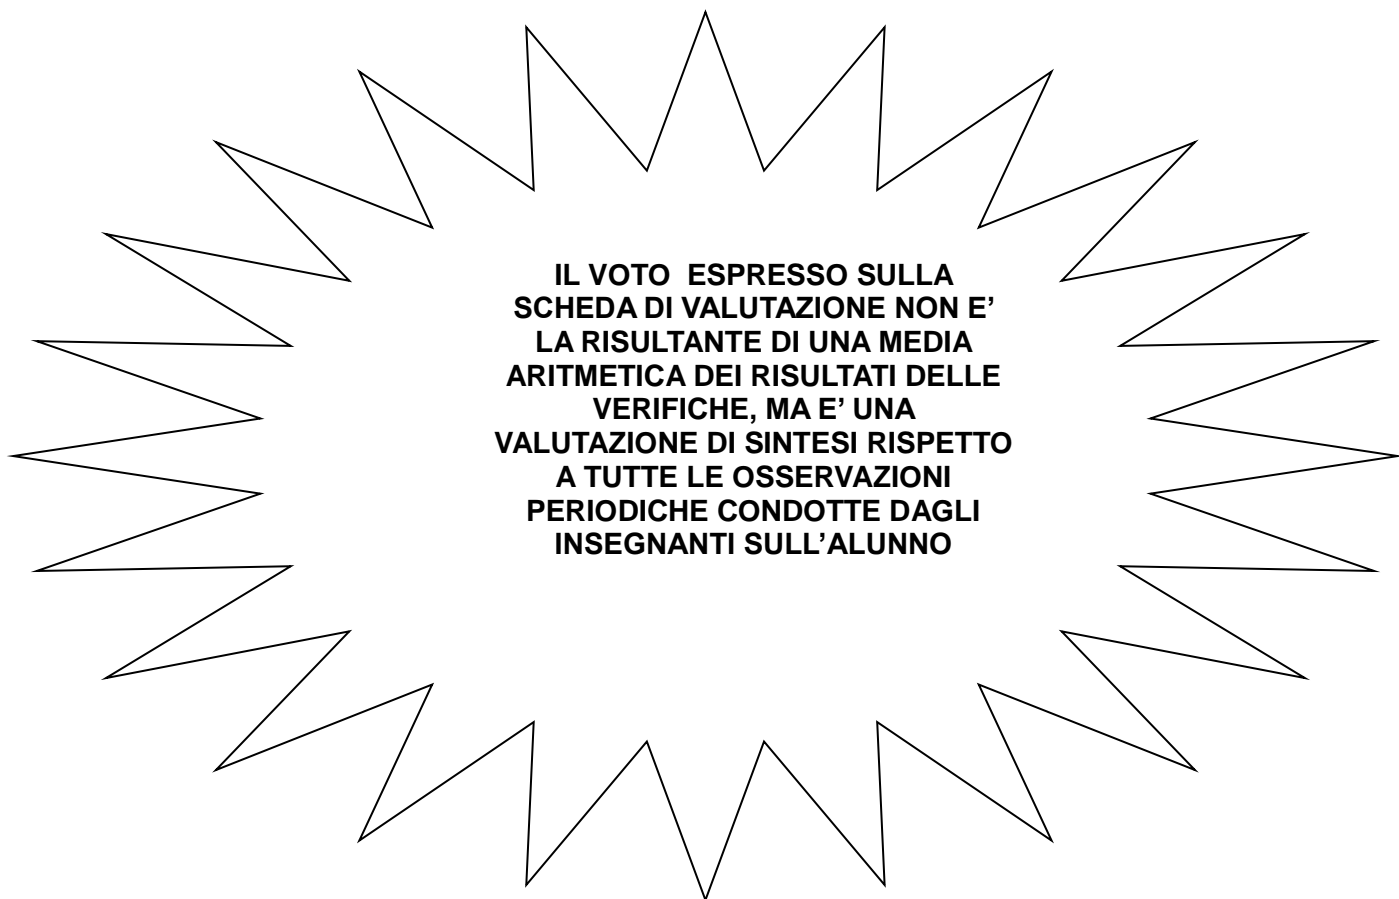 IL VOTO  ESPRESSO SULLA
SCHEDA DI VALUTAZIONE NON E’
LA RISULTANTE DI UNA MEDIA
ARITMETICA DEI RISULTATI DELLE
VERIFICHE, MA E’ UNA
VALUTAZIONE DI SINTESI RISPETTO
A TUTTE LE OSSERVAZIONI
PERIODICHE CONDOTTE DAGLI
INSEGNANTI SULL’ALUNNO